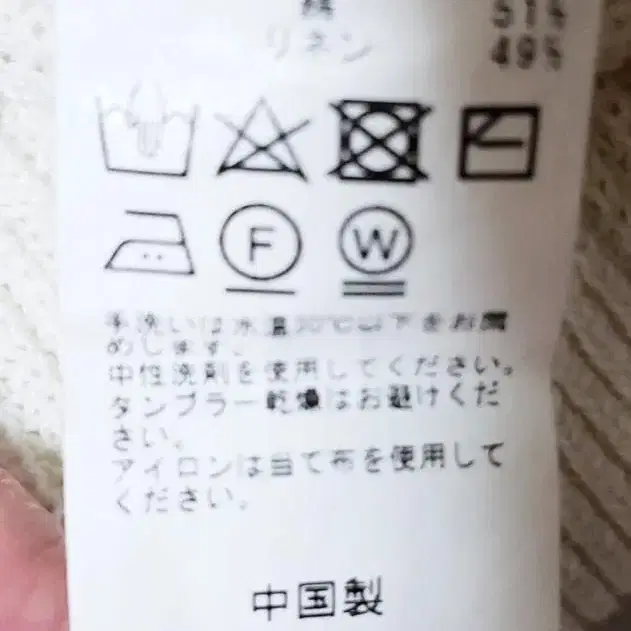 綿 51%
リネン 49%
F W
手洗いは水温30℃以下をお薦
めします。
中性洗剤を使用してください。
タンブラー乾燥はお避けくだ
さい。
アイロンは当て布を使用して
ください。
中国製